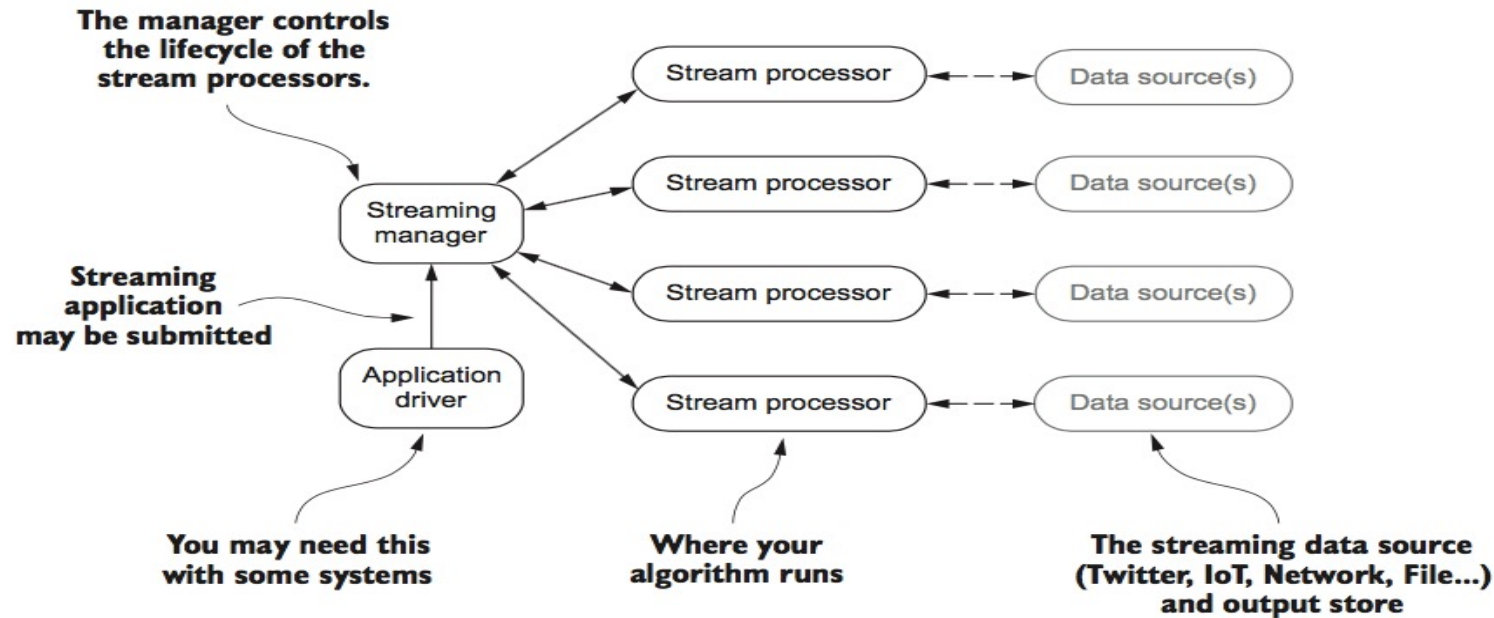 The manager controls
the lifecycle of the
stream processors.
Stream processor
Data source(s)
Stream processor
Data source(s)
Streaming
manager
Stream processor
Data source(s)
Streaming
application
may be submitted
Application
driver
Stream processor
Data source(s)
You may need this
with some systems
Where your
algorithm runs
The streaming data source
(Twitter, IoT, Network, File...)
and output store